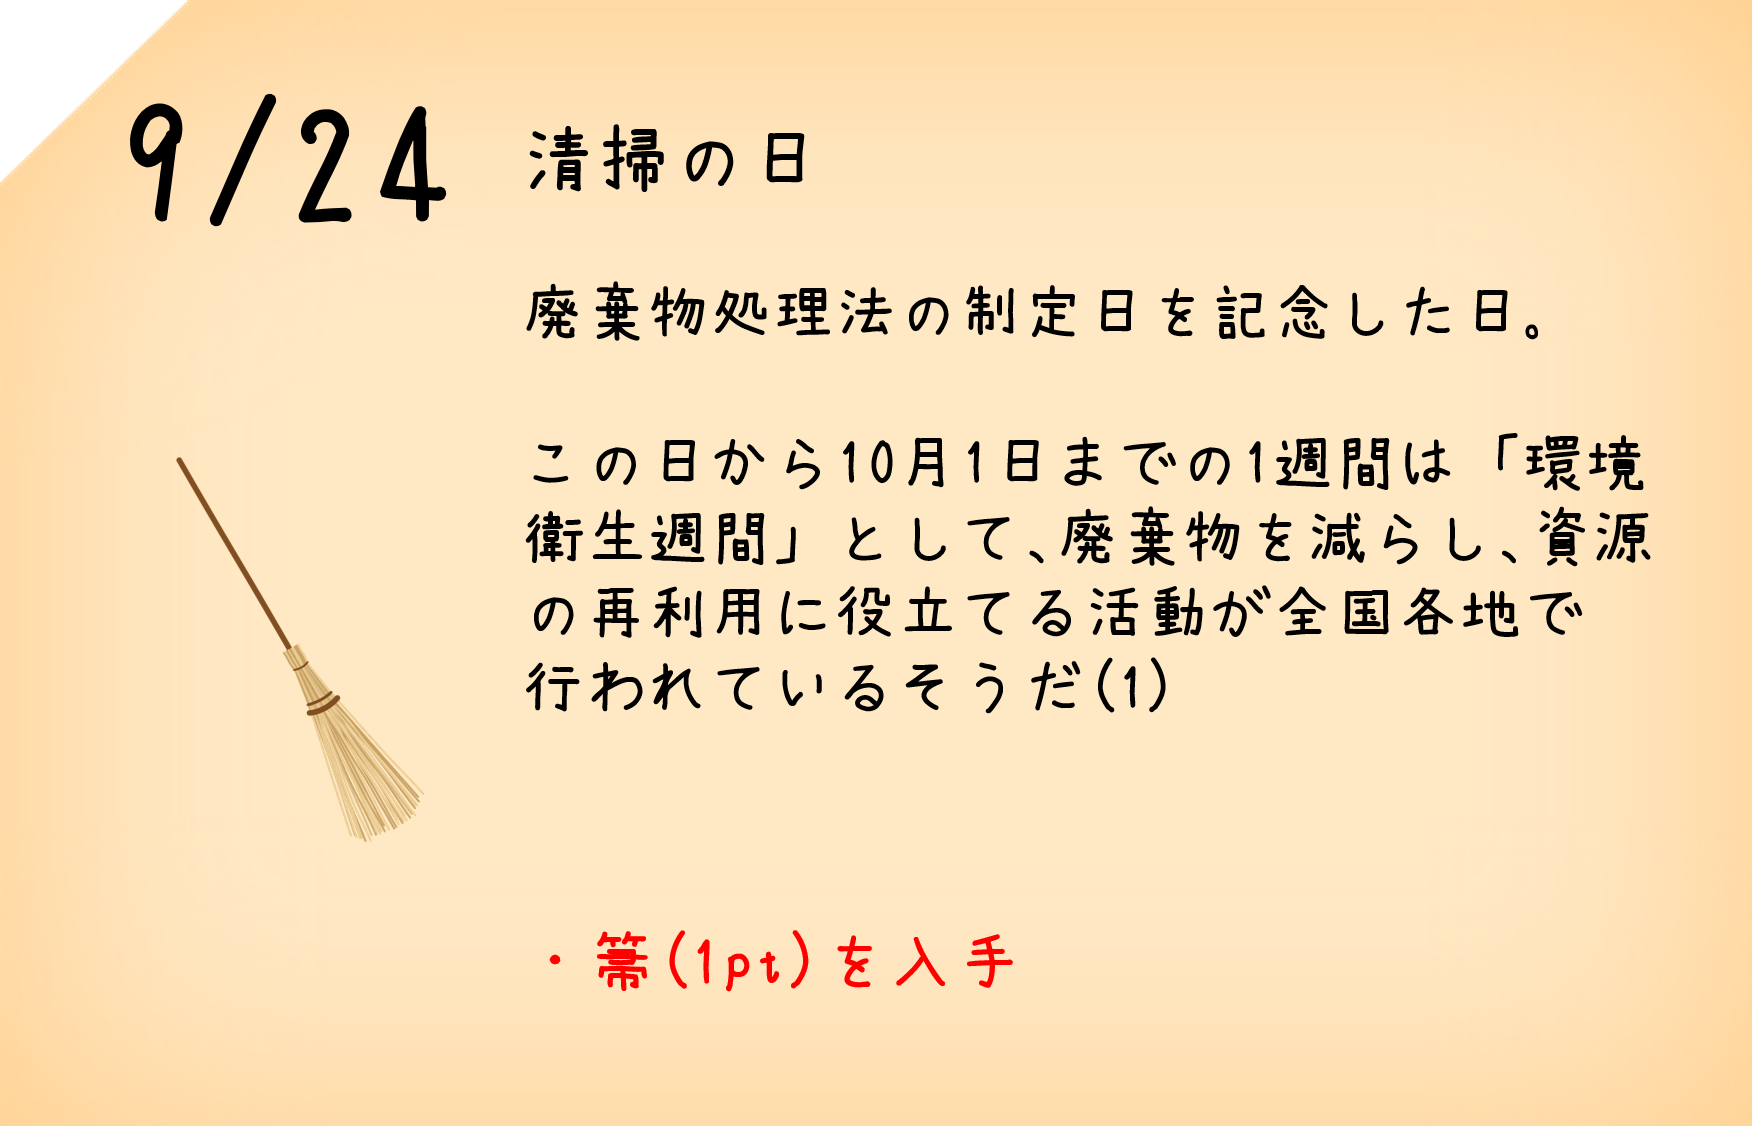 9/24 清掃の日
廃棄物処理法の制定日を記念した日。
この日から10月1日までの1週間は「環境
衛生週間」として、廃棄物を減らし、資源
の再利用に役立てる活動が全国各地で
行われているそうだ(1)
・箒(1pt)を入手